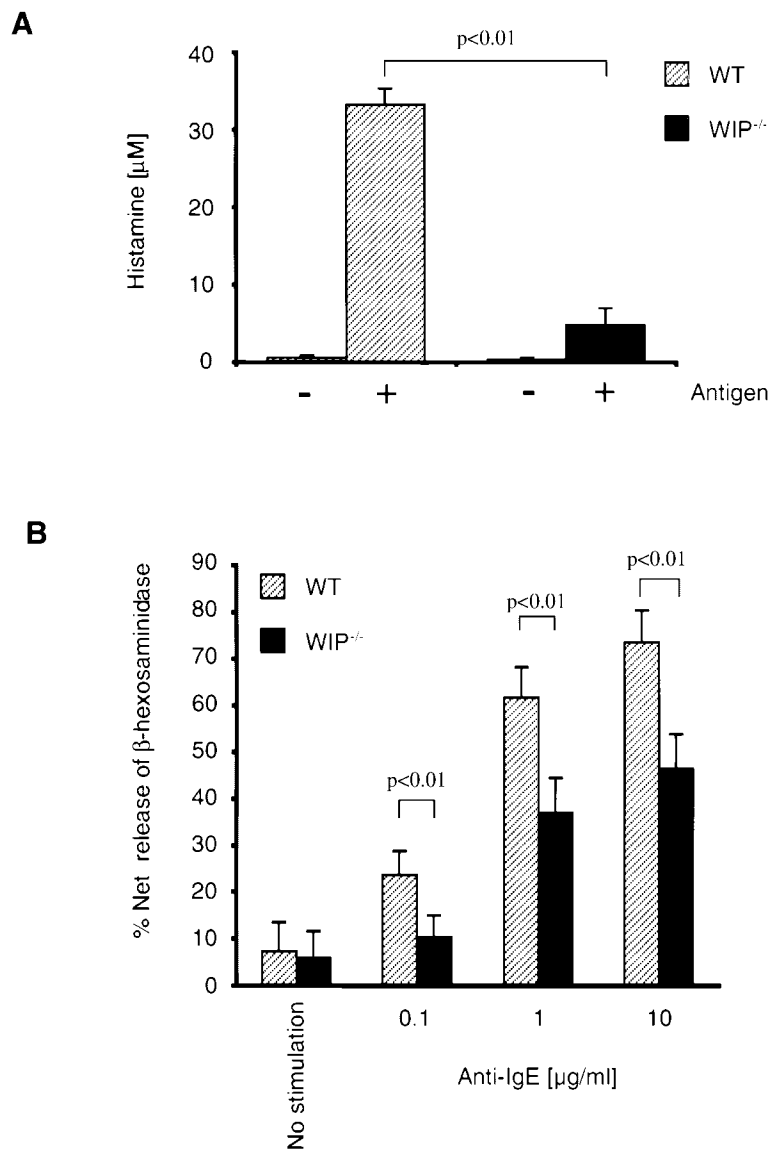 A
p<0.01
WT
WIP-/-
Histamine [µM]
40
30
20
10
0
- + - + Antigen
B
WT
WIP-/-
% Net release of β-hexosaminidase
90
80
70
60
50
40
30
20
10
0
p<0.01
p<0.01
p<0.01
No stimulation
0.1 1 10
Anti-IgE [µg/ml]